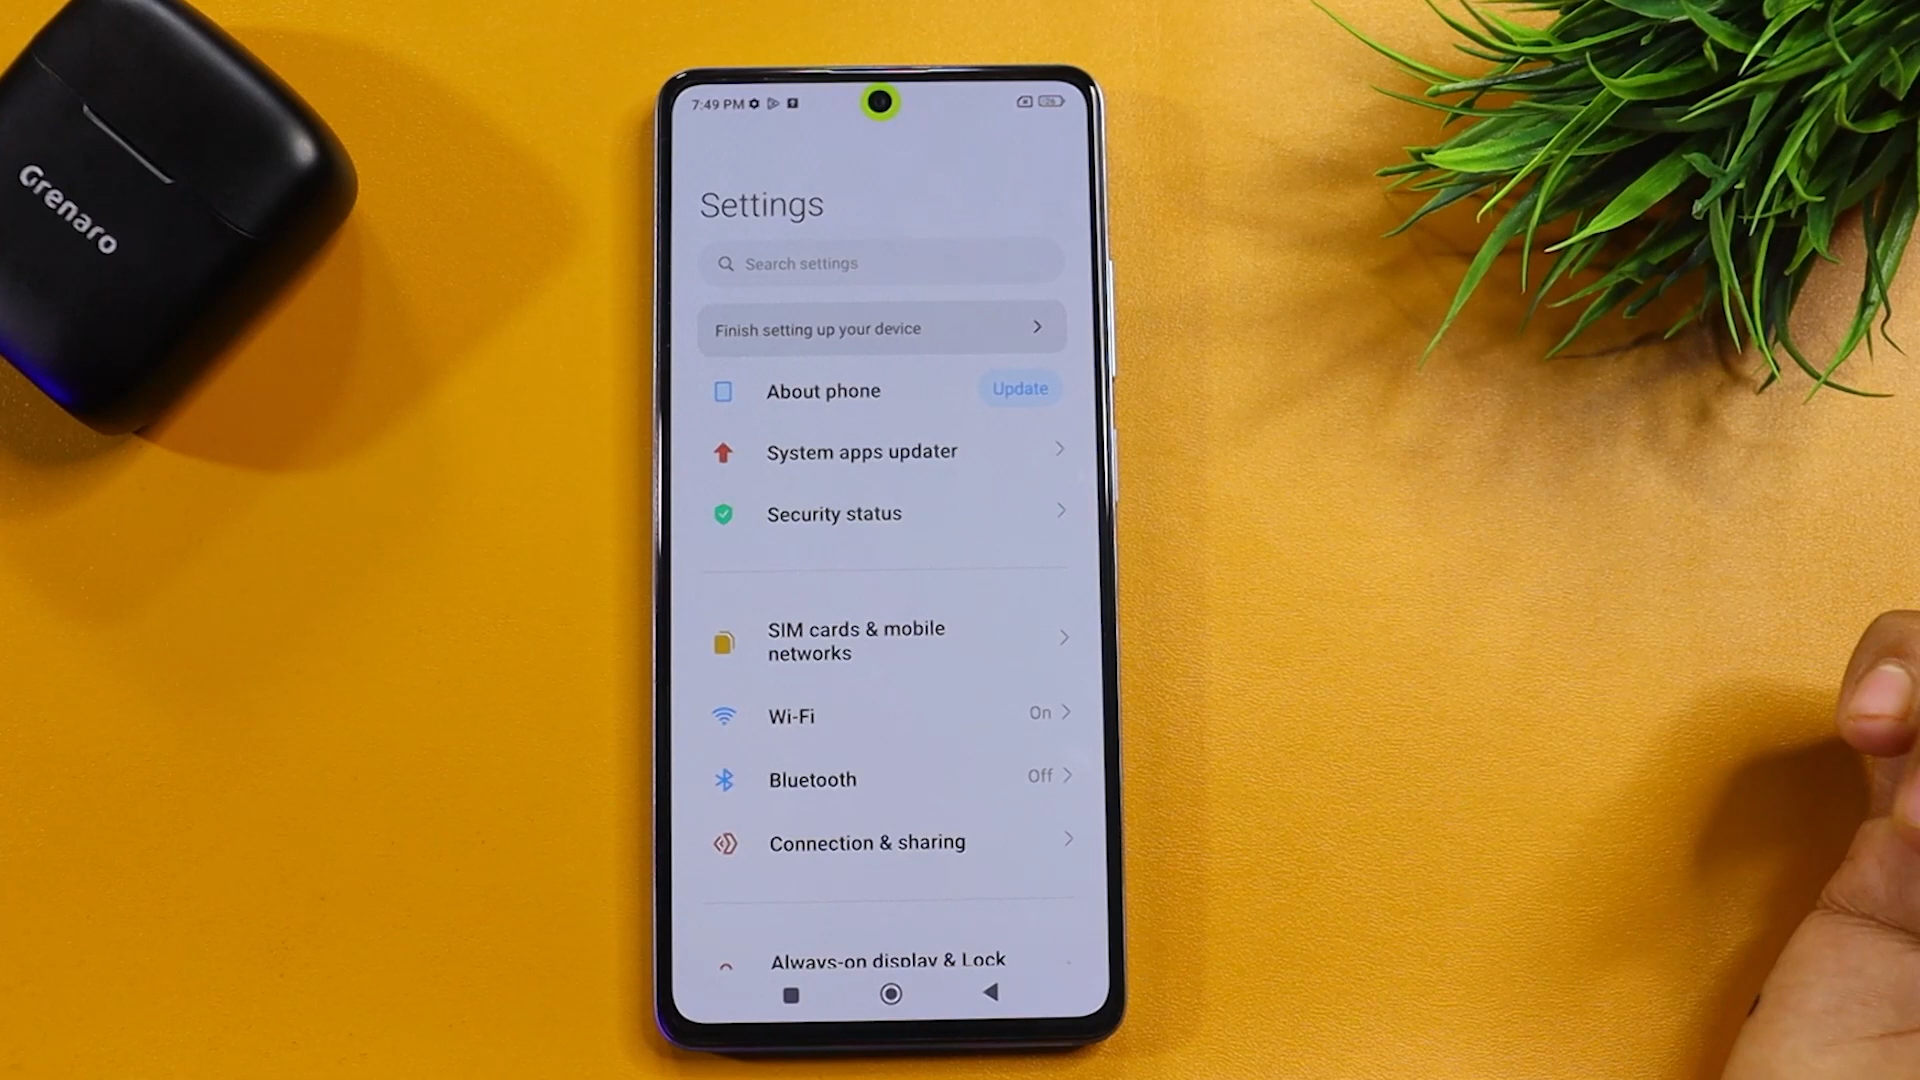 Grenaro
7:49 PM
Settings
Search settings
Finish setting up your device
About phone
Update
System apps updater
Security status
SIM cards & mobile
networks
Wi-Fi
On
Bluetooth
Off
Connection & sharing
Always-on display & Lock